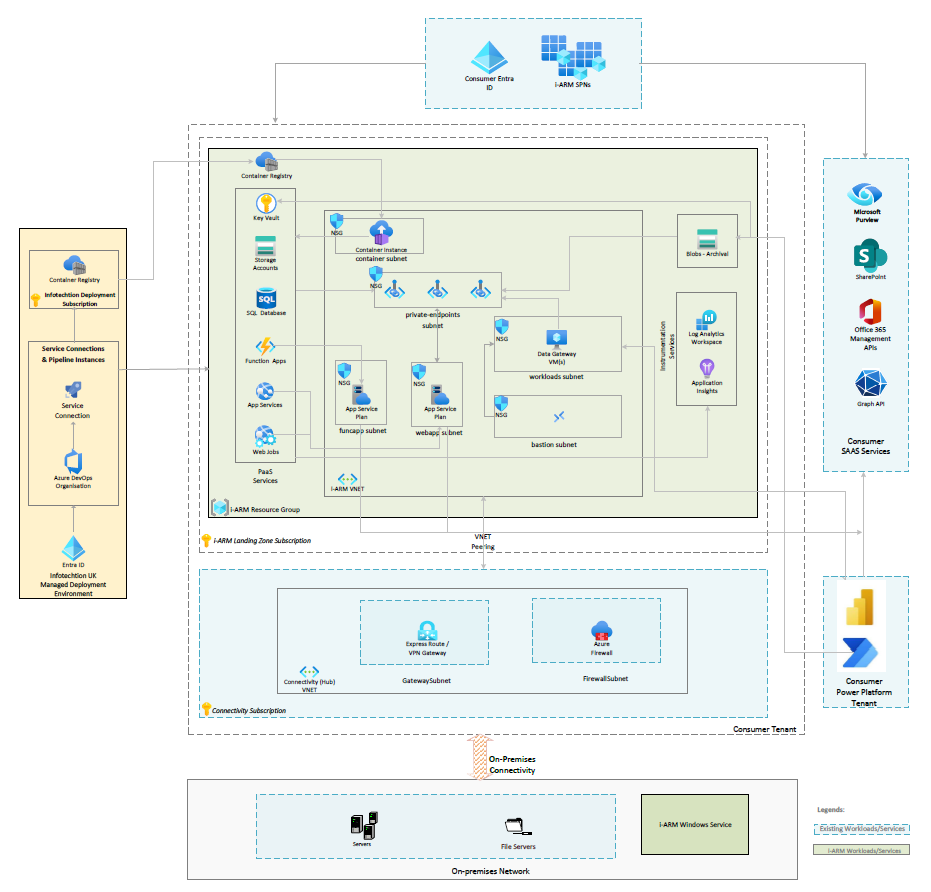 Consumer Entra
ID
i-ARM SPNs
Container Registry
Key Vault
Storage
Accounts
SQL Database
Function Apps
App Services
Web Jobs
PaaS
Services
NSG
Container Instance
container subnet
NSG
private-endpoints
subnet
NSG
Data Gateway
VM(s)
workloads subnet
NSG
App Service
Plan
funcapp subnet
NSG
App Service
Plan
webapp subnet
NSG
bastion subnet
i-ARM VNET
Blobs - Archival
Instrumentation
Services
Log Analytics
Workspace
Application
Insights
i-ARM Resource Group
i-ARM Landing Zone Subscription
VNET
Peering
Container Registry
Infotechtion Deployment
Subscription
Service Connections
& Pipeline Instances
Service
Connection
Azure DevOps
Organisation
Entra ID
Infotechtion UK
Managed Deployment
Environment
Microsoft
Purview
SharePoint
Office 365
Management
APIs
Graph API
Consumer
SAAS Services
Express Route /
VPN Gateway
GatewaySubnet
Azure
Firewall
FirewallSubnet
Connectivity (Hub)
VNET
Connectivity Subscription
Consumer Tenant
Consumer
Power Platform
Tenant
On-Premises
Connectivity
Servers
File Servers
i-ARM Windows Service
On-premises Network
Legends:
Existing Workloads/Services
i-ARM Workloads/Services